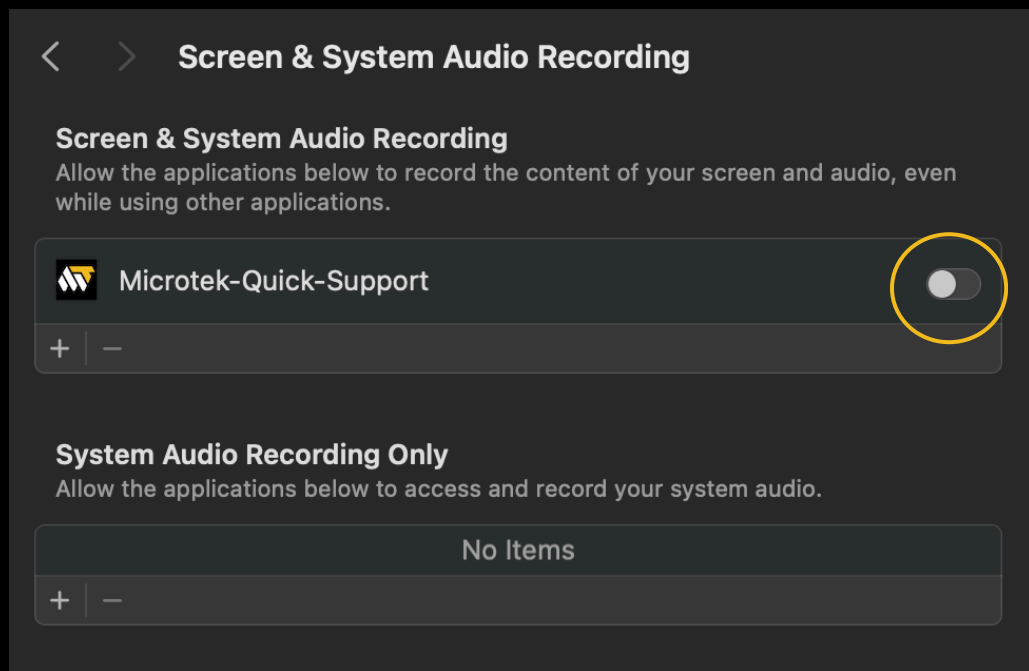 Screen & System Audio Recording
Screen & System Audio Recording
Allow the applications below to record the content of your screen and audio, even
while using other applications.
Microtek-Quick-Support
System Audio Recording Only
Allow the applications below to access and record your system audio.
No Items